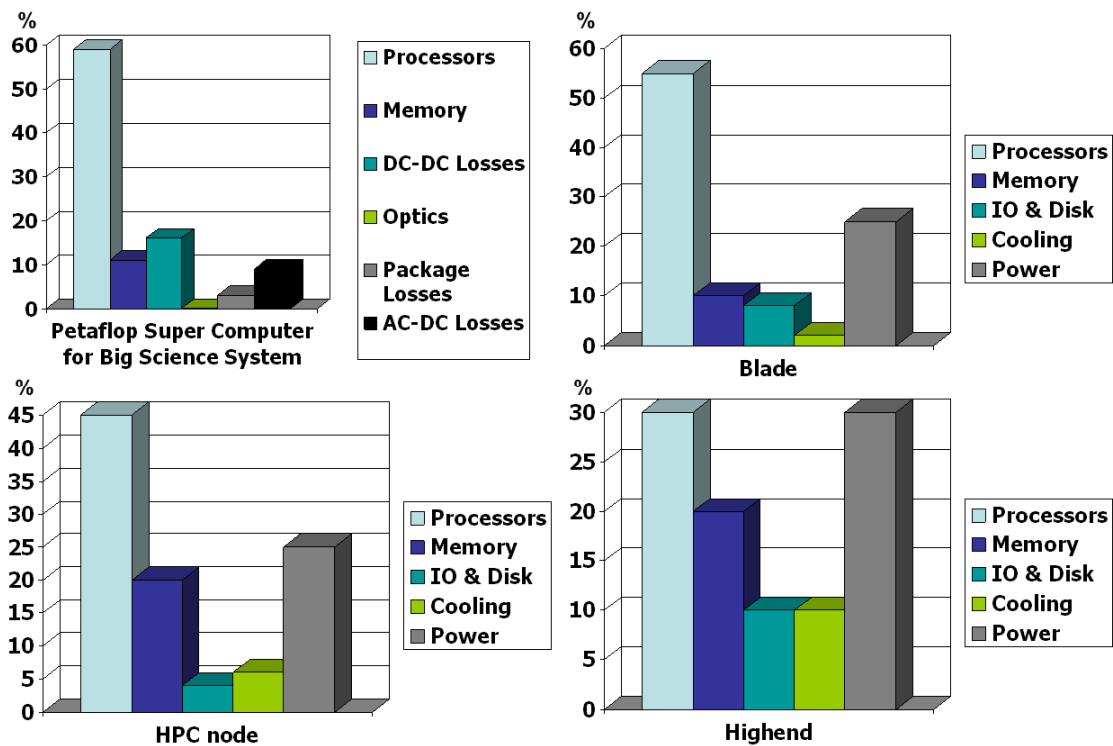 %
60
50
40
30
20
10
0
Petaflop Super Computer
for Big Science System
Processors
Memory
DC-DC Losses
Optics
Package
Losses
AC-DC Losses
%
60
50
40
30
20
10
0
Blade
Processors
Memory
IO & Disk
Cooling
Power
%
45
40
35
30
25
20
15
10
5
0
HPC node
Processors
Memory
IO & Disk
Cooling
Power
%
30
25
20
15
10
5
0
Highend
Processors
Memory
IO & Disk
Cooling
Power